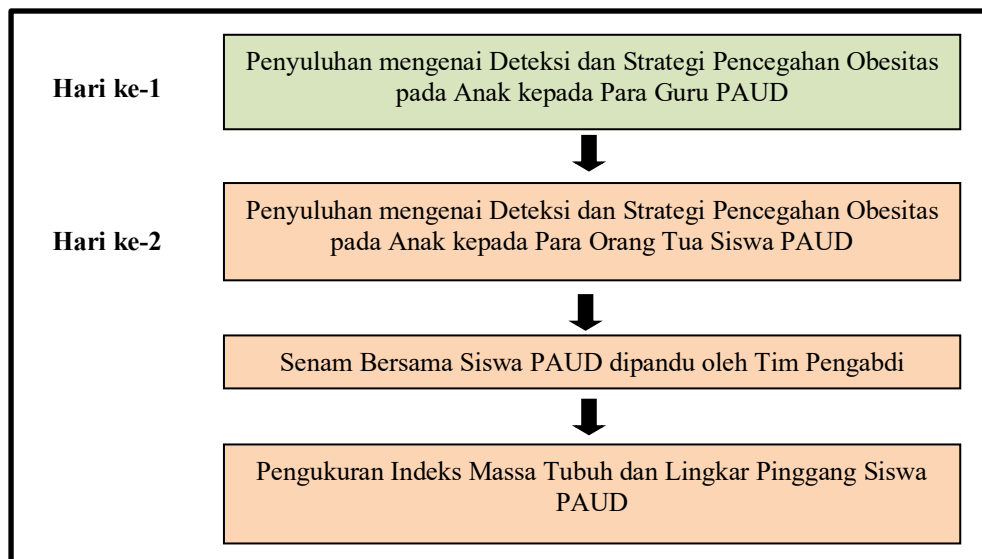 Hari ke-1
Penyuluhan mengenai Deteksi dan Strategi Pencegahan Obesitas
pada Anak kepada Para Guru PAUD
Hari ke-2
Penyuluhan mengenai Deteksi dan Strategi Pencegahan Obesitas
pada Anak kepada Para Orang Tua Siswa PAUD
Senam Bersama Siswa PAUD dipandu oleh Tim Pengabdi
Pengukuran Indeks Massa Tubuh dan Lingkar Pinggang Siswa
PAUD